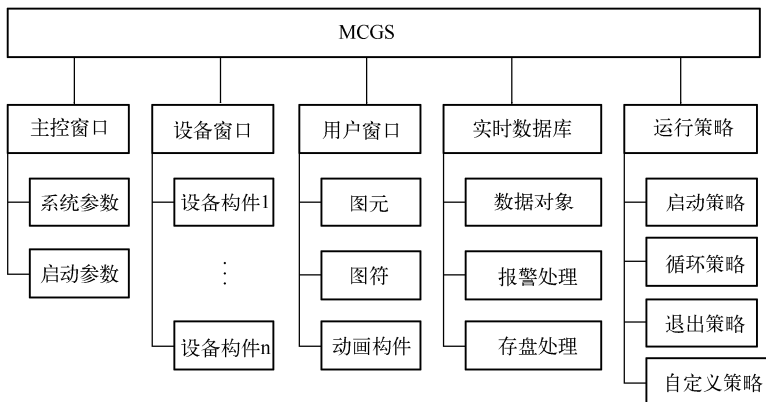 MCGS
主控窗口
设备窗口
用户窗口
实时数据库
运行策略
系统参数
设备构件1
图元
数据对象
启动策略
启动参数
⋮
图符
报警处理
循环策略
设备构件n
动画构件
存盘处理
退出策略
自定义策略